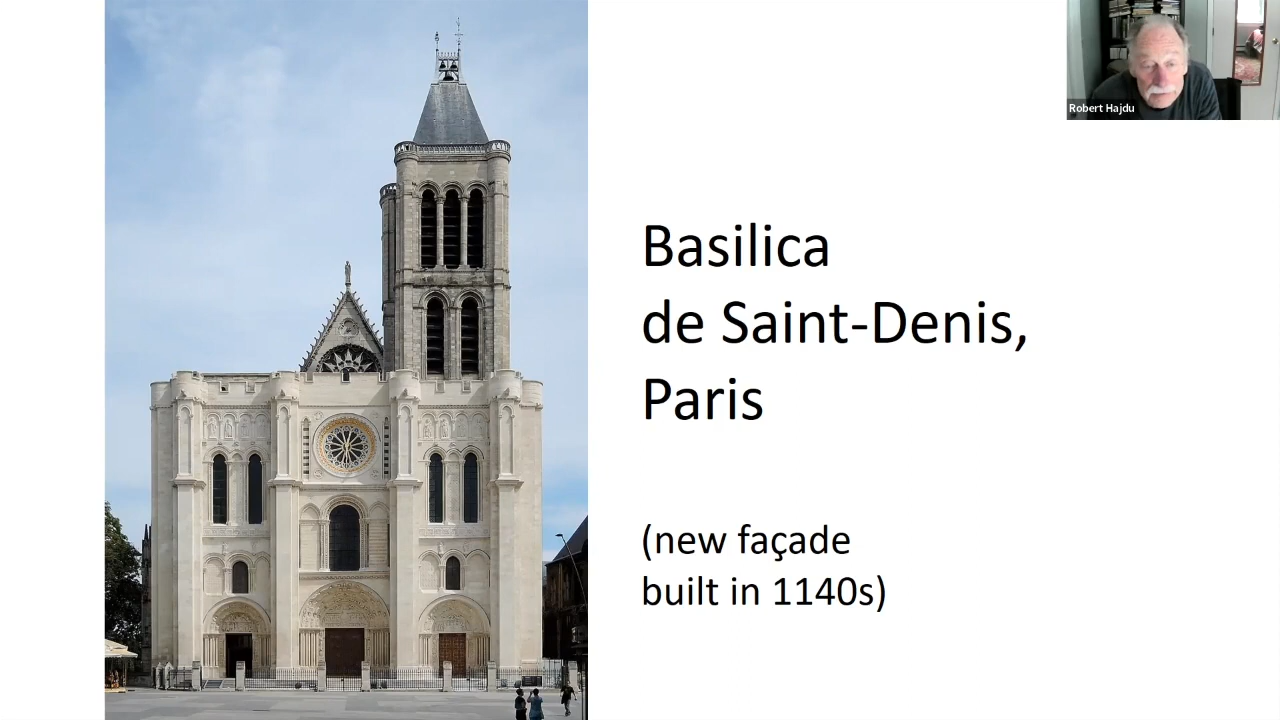 Robert Hajdu
Basilica
de Saint-Denis,
Paris
(new façade
built in 1140s)